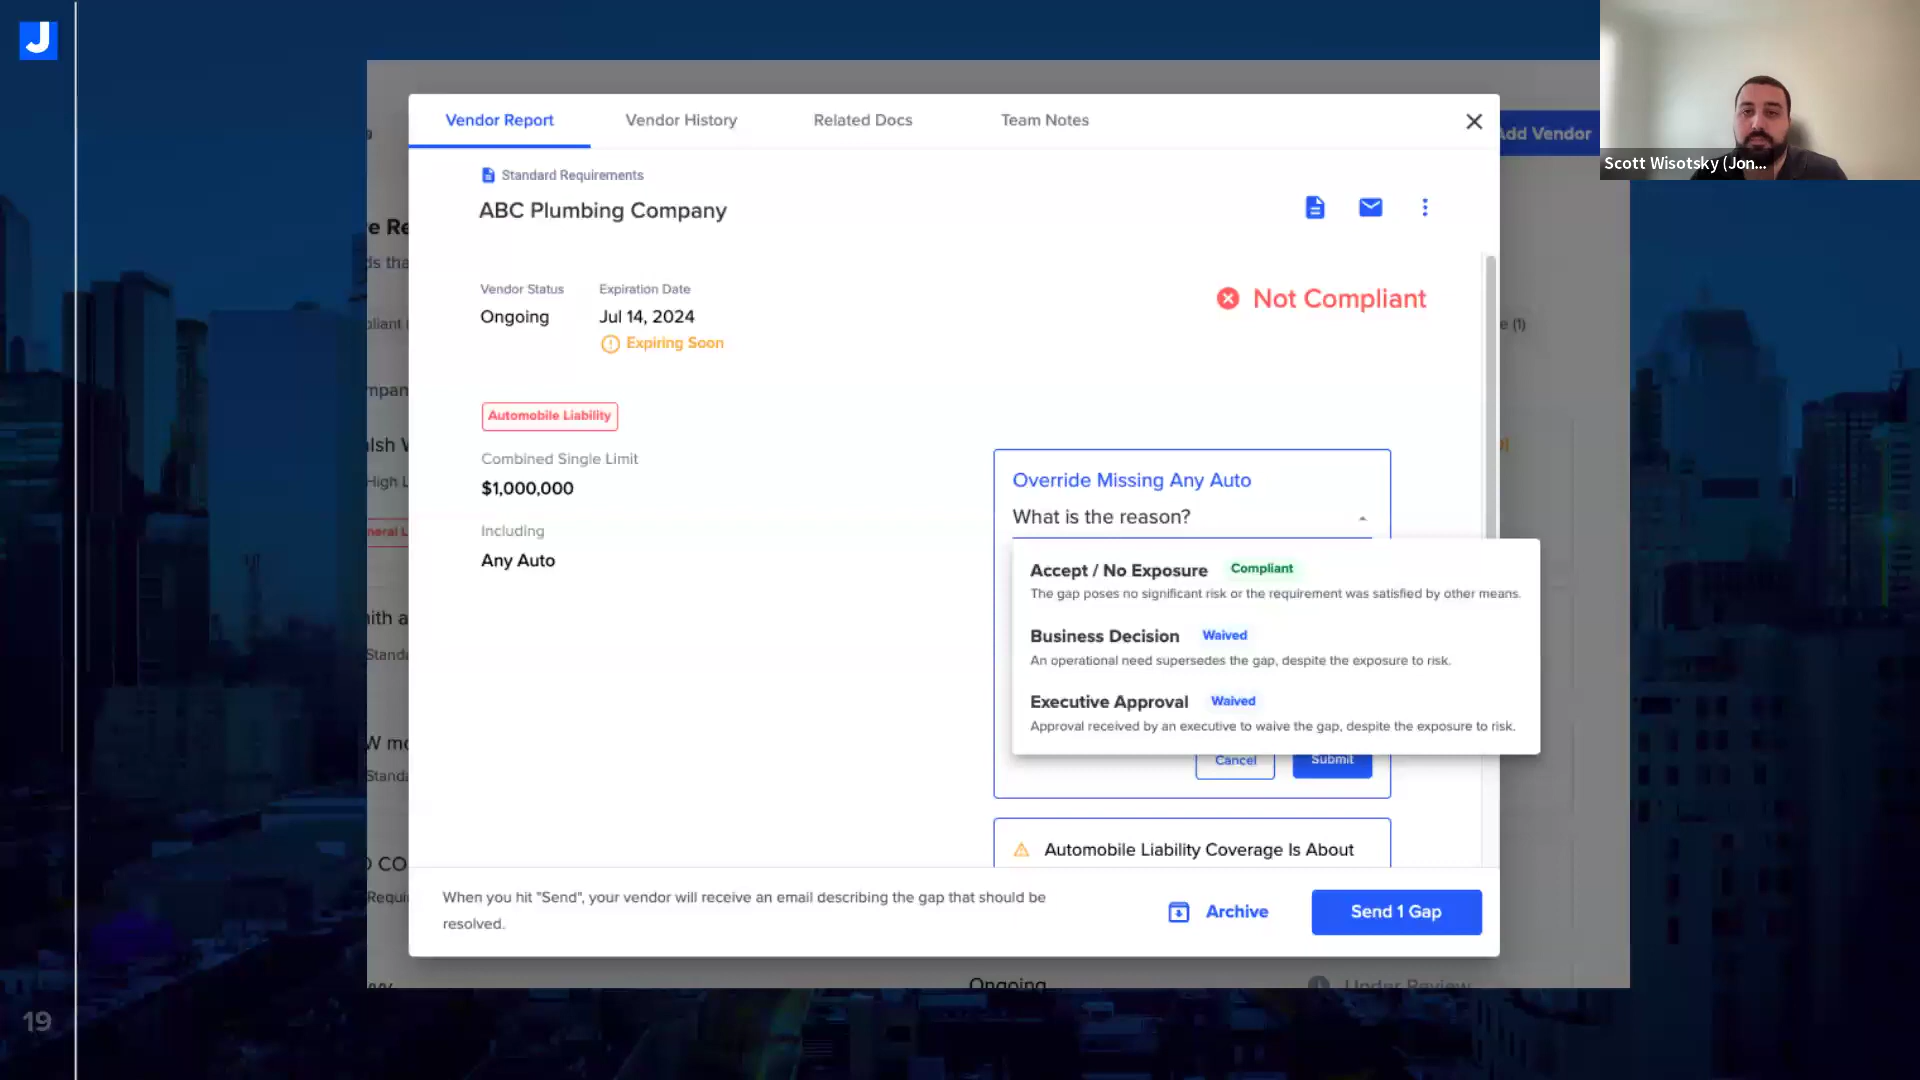 J
Scott Wisotsky (Jon...
Vendor Report
Vendor History
Related Docs
Team Notes
Add Vendor
Standard Requirements
ABC Plumbing Company
Vendor Status
Expiration Date
Ongoing
Jul 14, 2024
Expiring Soon
Not Compliant
Automobile Liability
Combined Single Limit
$1,000,000
Including
Any Auto
Override Missing Any Auto
What is the reason?
Accept / No Exposure
Compliant
The gap poses no significant risk or the requirement was satisfied by other means.
Business Decision
Waived
An operational need supersedes the gap, despite the exposure to risk.
Executive Approval
Waived
Approval received by an executive to waive the gap, despite the exposure to risk.
Cancel
Submit
Automobile Liability Coverage Is About
When you hit "Send", your vendor will receive an email describing the gap that should be
resolved.
Archive
Send 1 Gap
Ongoing
Under Review
19